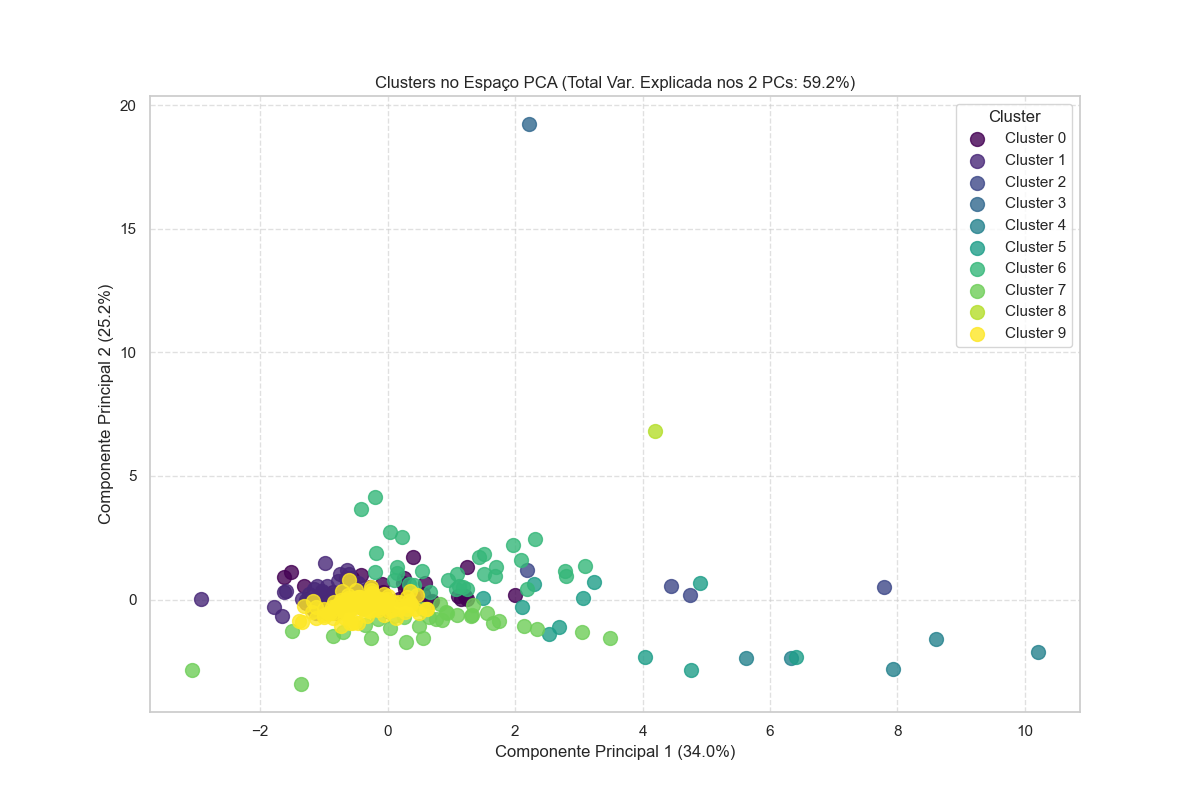 Clusters no Espaço PCA (Total Var. Explicada nos 2 PCs: 59.2%)
Componente Principal 2 (25.2%)
20
15
10
5
0
Cluster
Cluster 0
Cluster 1
Cluster 2
Cluster 3
Cluster 4
Cluster 5
Cluster 6
Cluster 7
Cluster 8
Cluster 9
−2 0 2 4 6 8 10
Componente Principal 1 (34.0%)